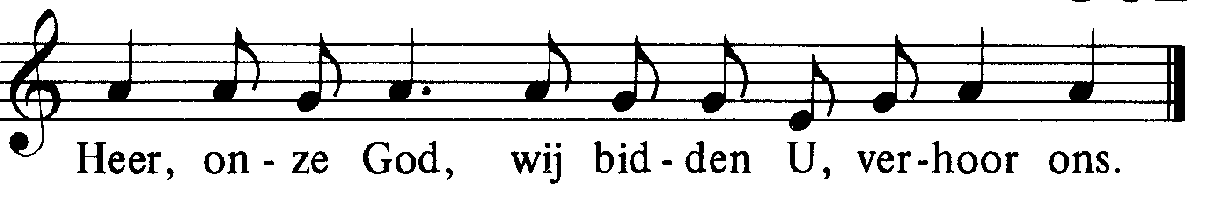 Heer, on - ze God, wij bid - den U, ver-hoor ons.